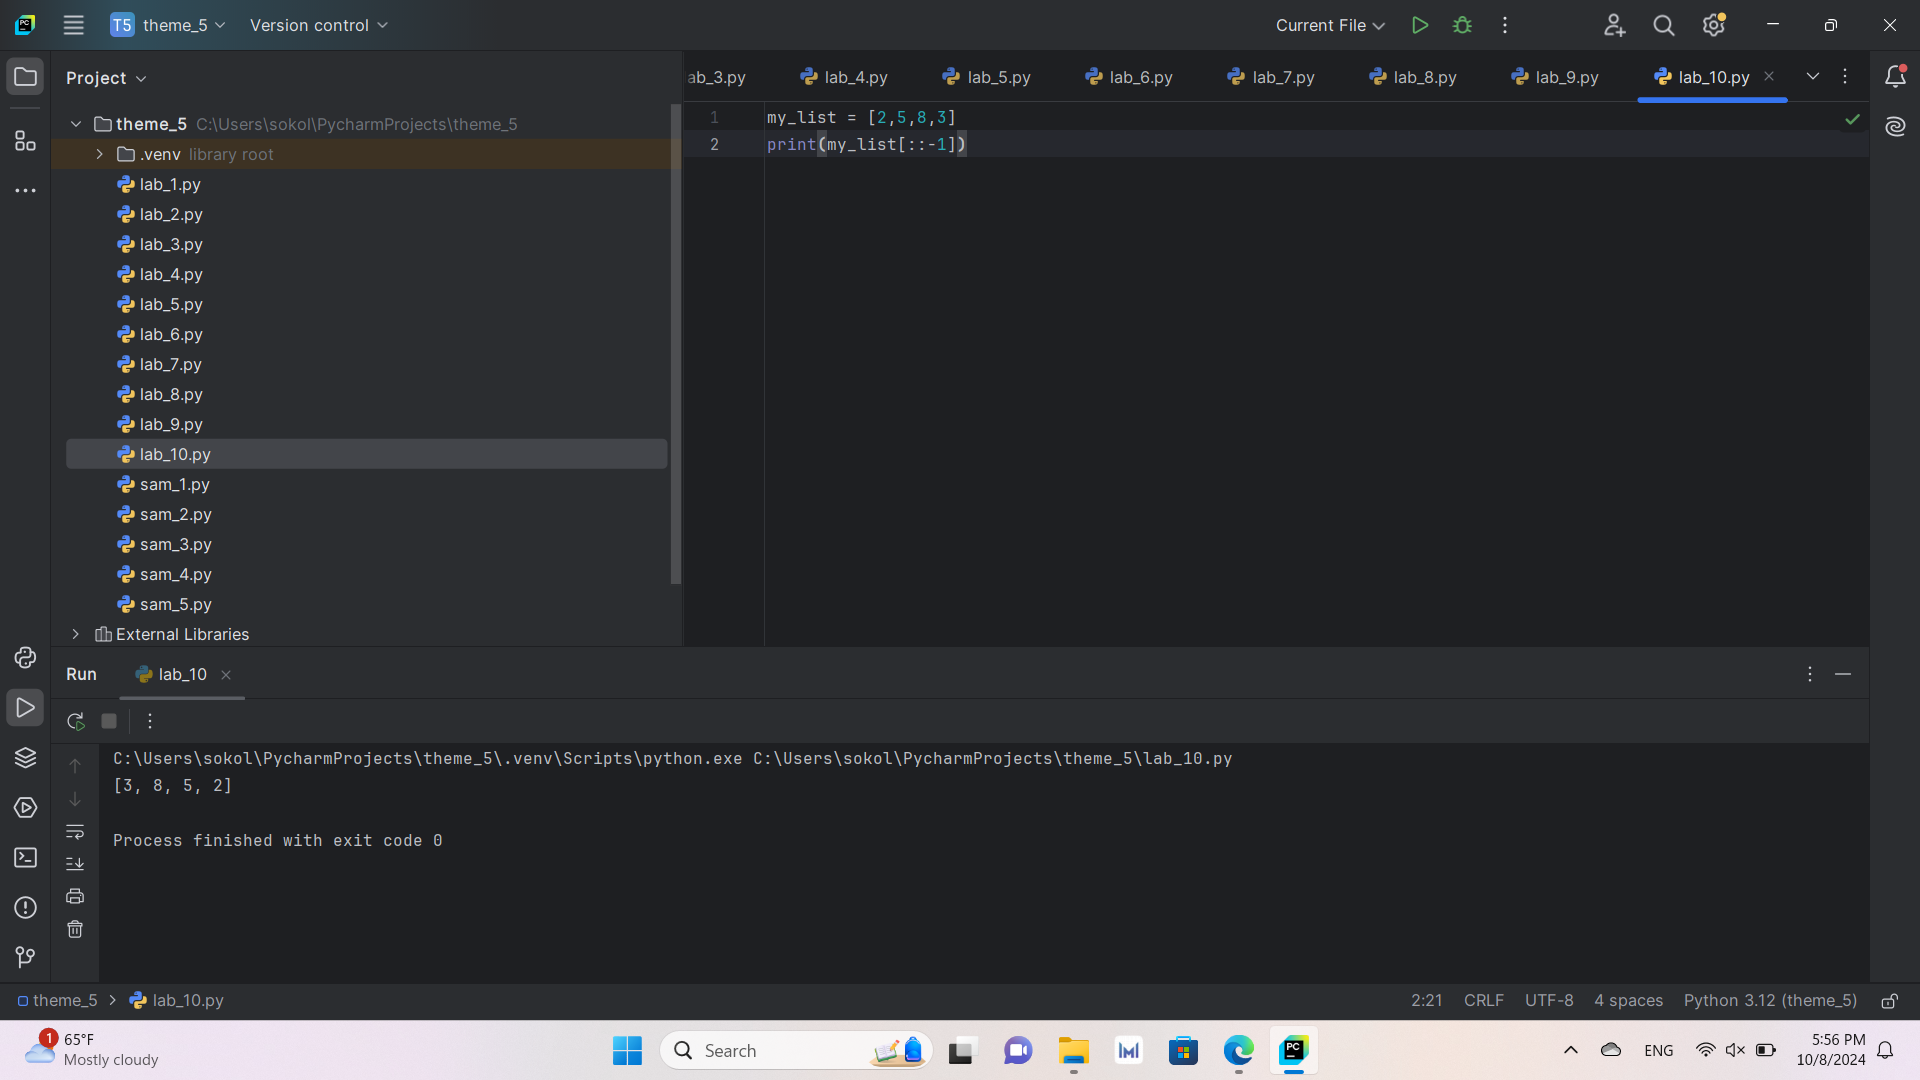 T5 theme_5 Version control
Current File
Project
theme_5 C:\Users\sokol\PycharmProjects\theme_5
.venv library root
lab_1.py
lab_2.py
lab_3.py
lab_4.py
lab_5.py
lab_6.py
lab_7.py
lab_8.py
lab_9.py
lab_10.py
sam_1.py
sam_2.py
sam_3.py
sam_4.py
sam_5.py
External Libraries
ab_3.py lab_4.py lab_5.py lab_6.py lab_7.py lab_8.py lab_9.py lab_10.py
1 my_list = [2,5,8,3]
2 print(my_list[::-1])
Run lab_10
C:\Users\sokol\PycharmProjects\theme_5\.venv\Scripts\python.exe C:\Users\sokol\PycharmProjects\theme_5\lab_10.py
[3, 8, 5, 2]
Process finished with exit code 0
theme_5 lab_10.py
2:21 CRLF UTF-8 4 spaces Python 3.12 (theme_5)
1 65°F
Mostly cloudy
Search
PC
ENG
5:56 PM
10/8/2024